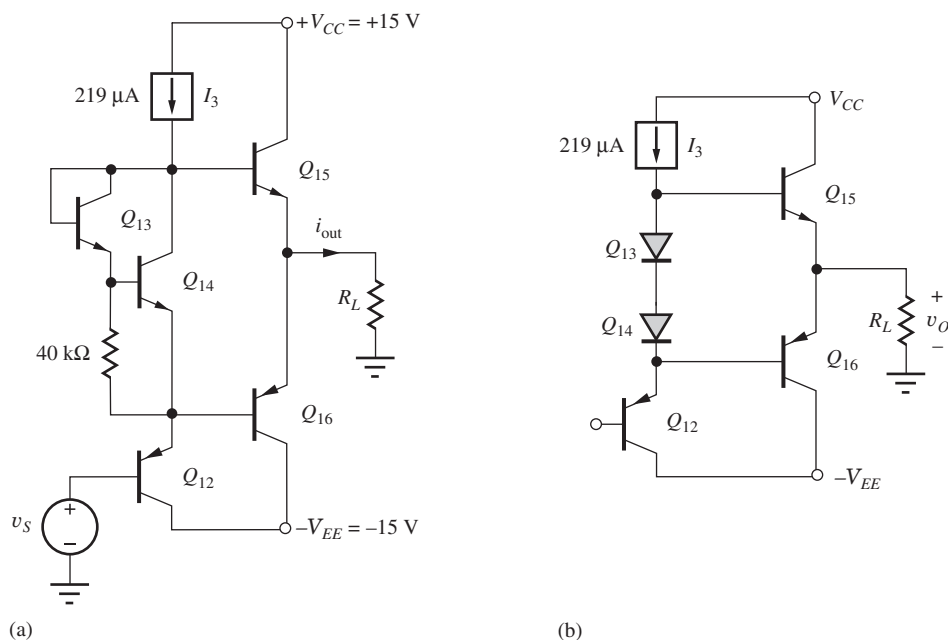 +V_CC = +15 V
219 µA
I_3
Q_15
Q_13
i_out
Q_14
R_L
40 kΩ
Q_16
Q_12
v_S
+
–
–V_EE = –15 V
(a)
V_CC
219 µA
I_3
Q_15
Q_13
Q_14
R_L
+
v_O
–
Q_16
Q_12
–V_EE
(b)